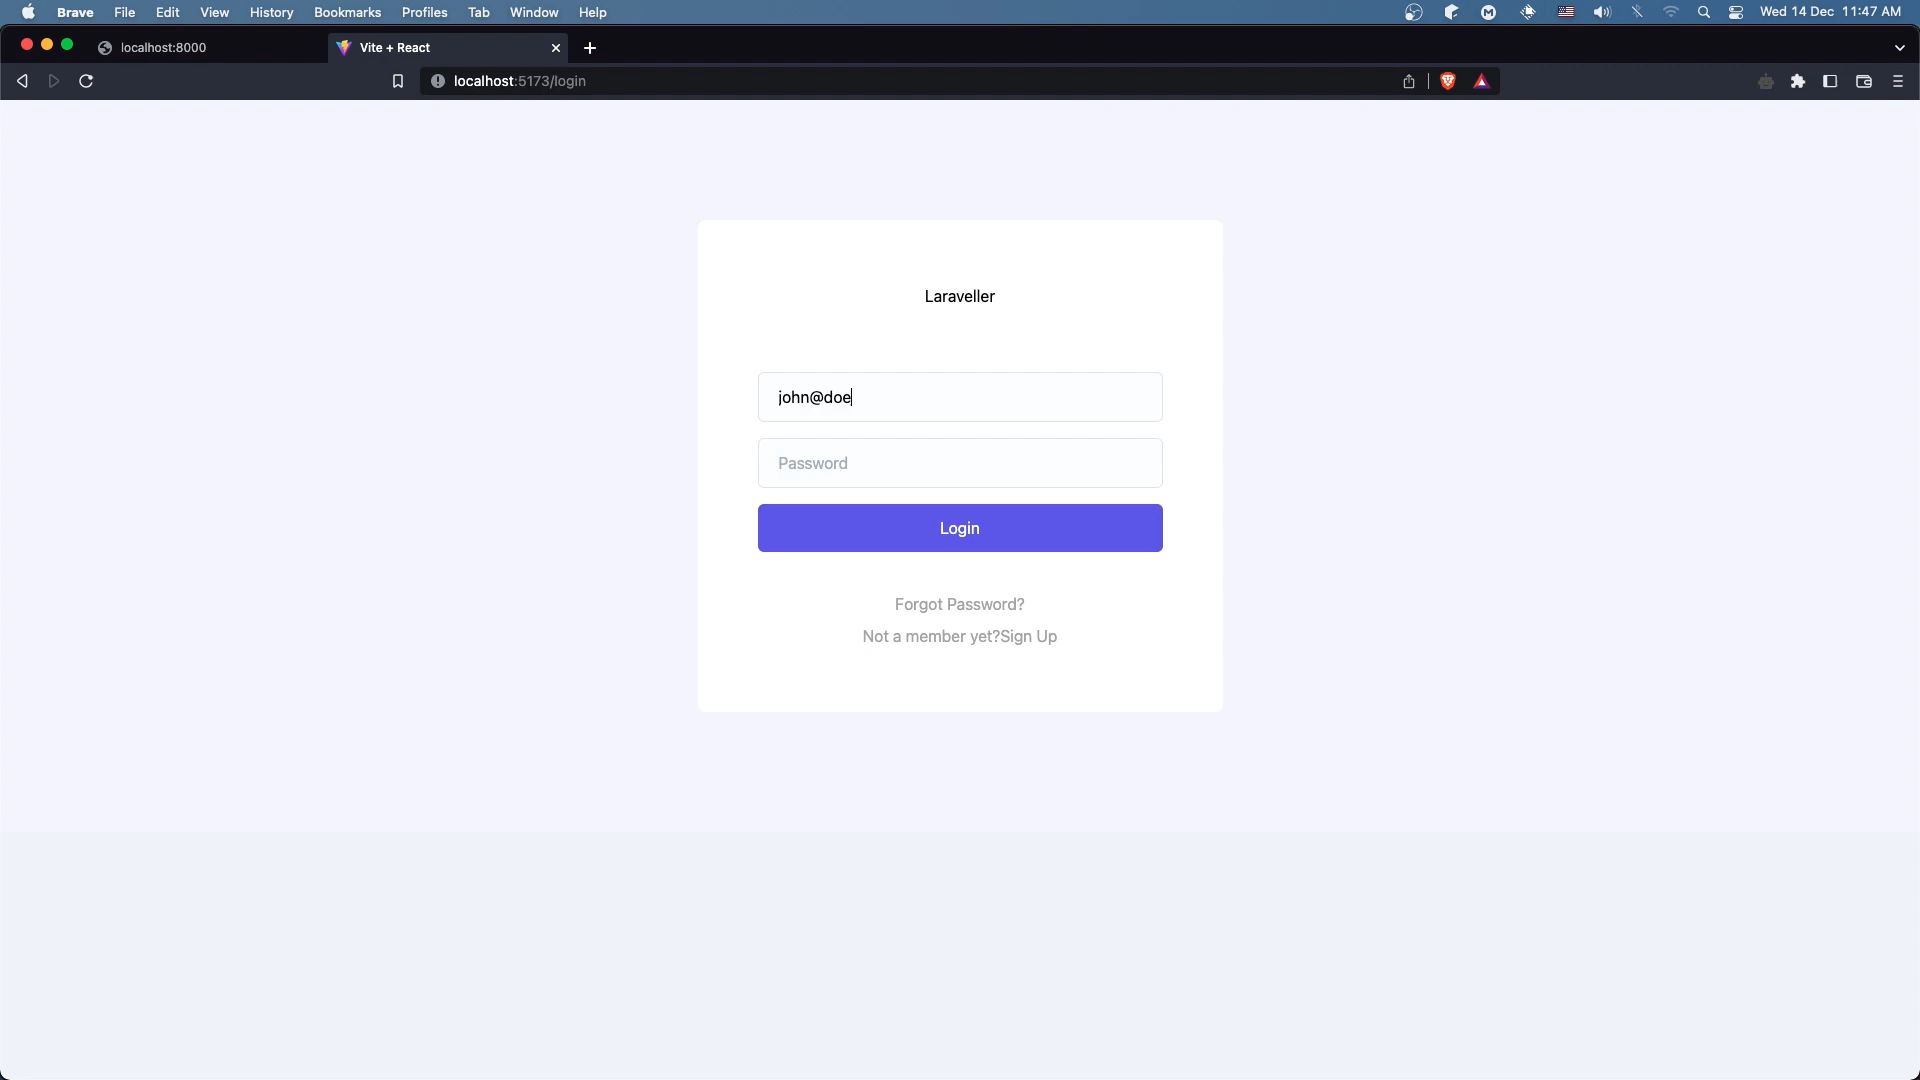 Brave File Edit View History Bookmarks Profiles Tab Window Help Wed 14 Dec 11:47 AM
localhost:8000 Vite + React
localhost:5173/login
Laraveller
john@doe
Password
Login
Forgot Password?
Not a member yet?Sign Up